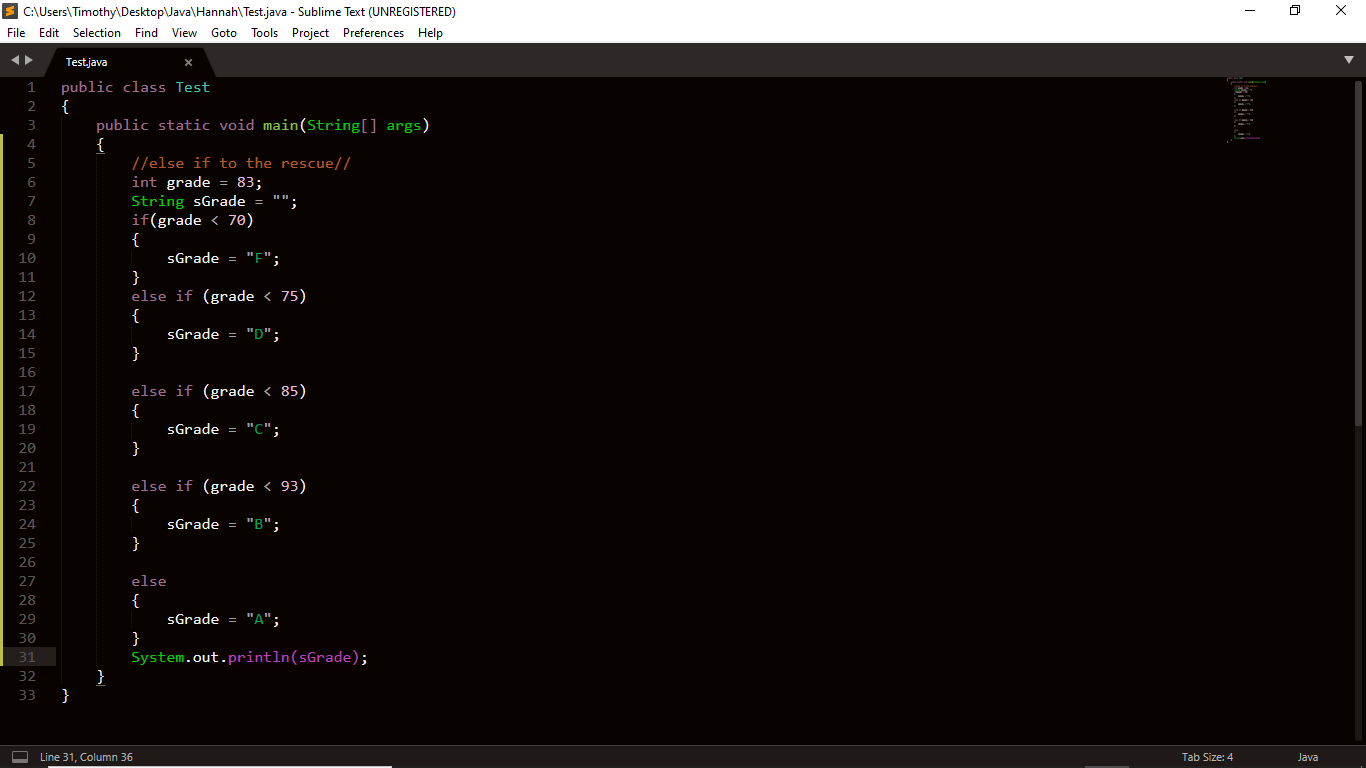 C:\Users\Timothy\Desktop\Java\Hannah\Test.java - Sublime Text (UNREGISTERED)
File Edit Selection Find View Goto Tools Project Preferences Help
Test.java
1 public class Test
2 {
3     public static void main(String[] args)
4     {
5         //else if to the rescue//
6         int grade = 83;
7         String sGrade = "";
8         if(grade < 70)
9         {
10             sGrade = "F";
11         }
12         else if (grade < 75)
13         {
14             sGrade = "D";
15         }
16
17         else if (grade < 85)
18         {
19             sGrade = "C";
20         }
21
22         else if (grade < 93)
23         {
24             sGrade = "B";
25         }
26
27         else
28         {
29             sGrade = "A";
30         }
31         System.out.println(sGrade);
32     }
33 }
Line 31, Column 36 Tab Size: 4 Java